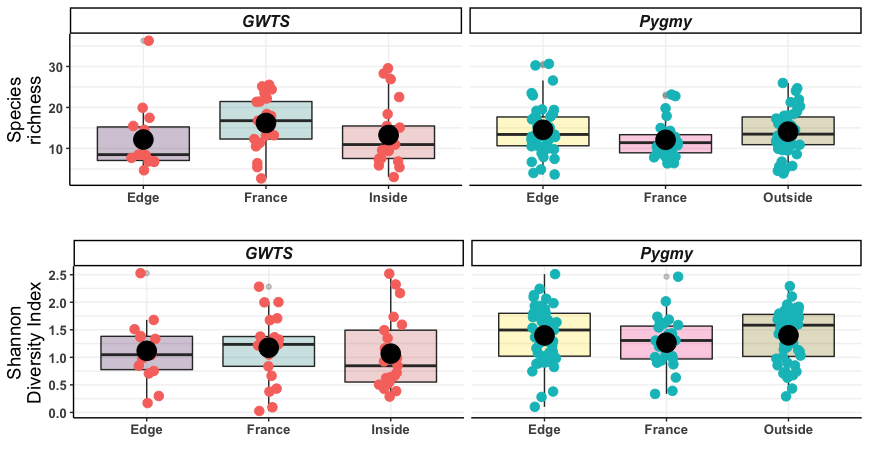 GWTS Pygmy
Species
richness
30
20
10
Edge France Inside Edge France Outside
GWTS Pygmy
Shannon
Diversity Index
2.5
2.0
1.5
1.0
0.5
0.0
Edge France Inside Edge France Outside